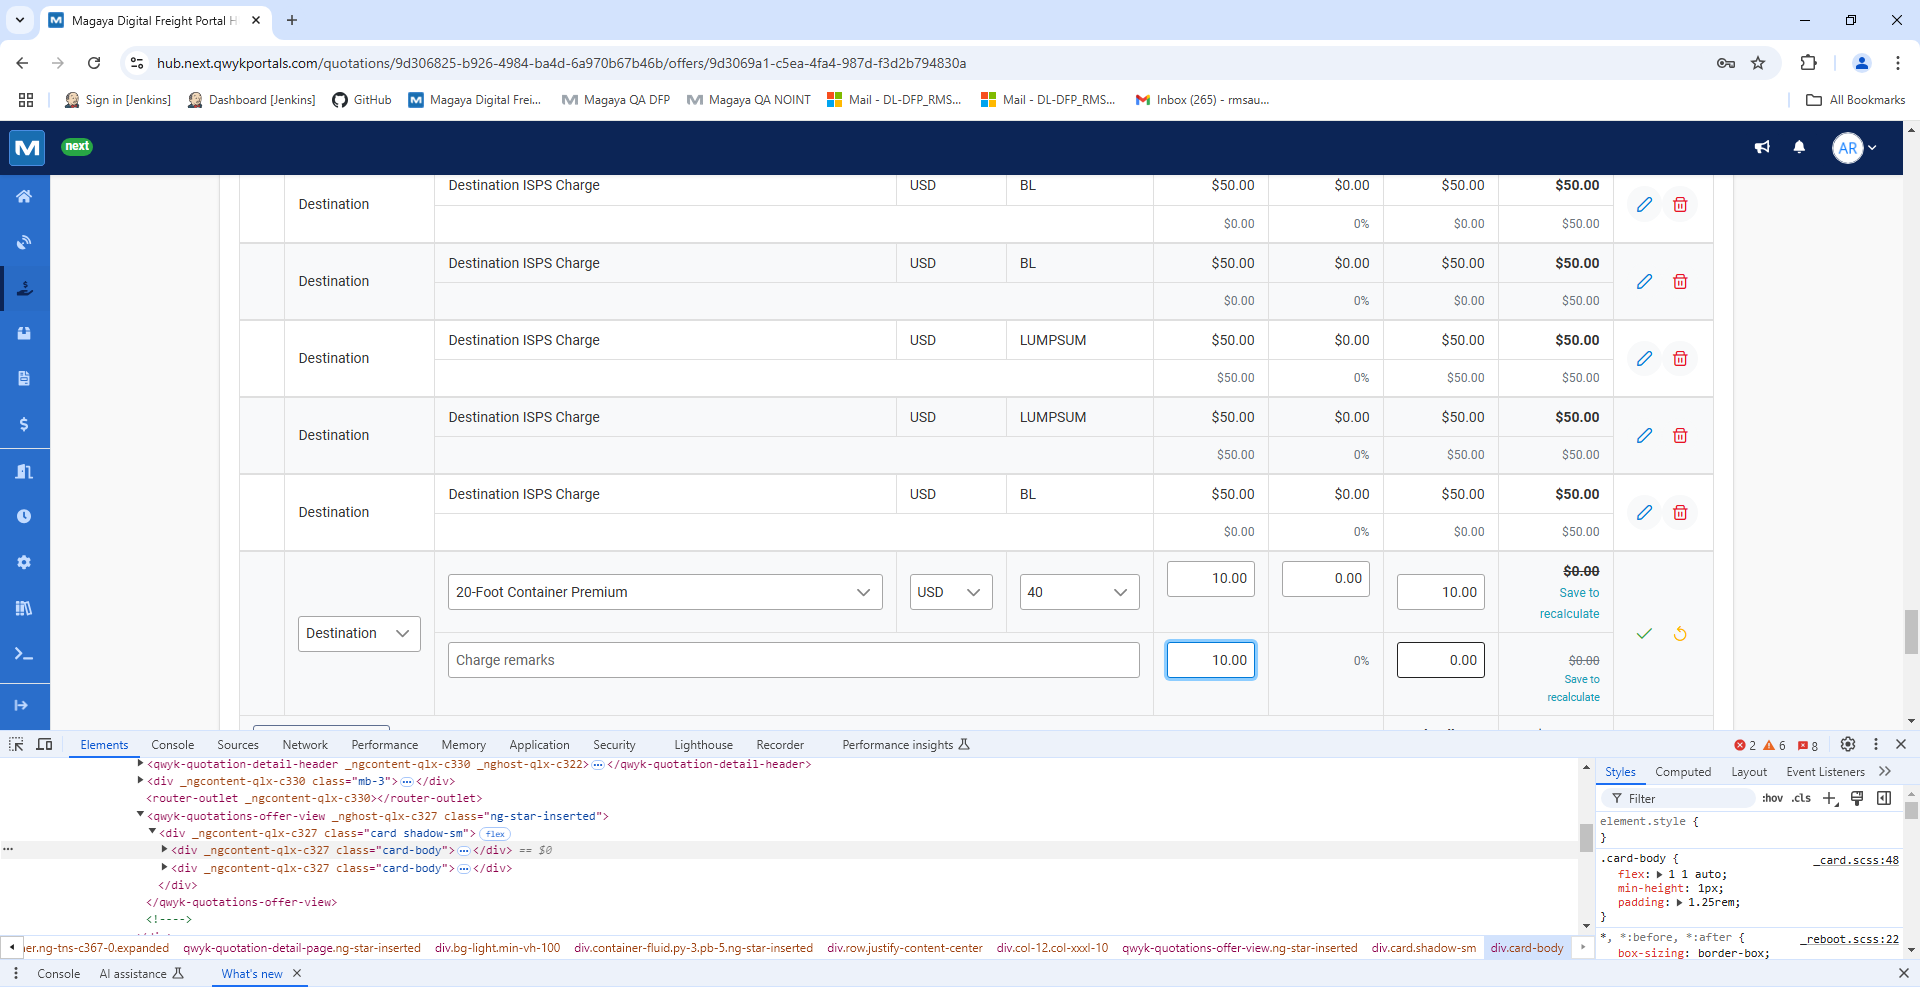 Magaya Digital Freight Portal H
hub.next.qwykportals.com/quotations/9d306825-b926-4984-ba4d-6a970b67b46b/offers/9d3069a1-c5ea-4fa4-987d-f3d2b794830a
Sign in [Jenkins] Dashboard [Jenkins] GitHub Magaya Digital Frei... Magaya QA DFP Magaya QA NOINT Mail - DL-DFP_RMS... Mail - DL-DFP_RMS... Inbox (265) - rmsau... All Bookmarks
M next AR
Destination Destination ISPS Charge USD BL $50.00 $0.00 $50.00 $50.00
$0.00 0% $0.00 $50.00
Destination Destination ISPS Charge USD BL $50.00 $0.00 $50.00 $50.00
$0.00 0% $0.00 $50.00
Destination Destination ISPS Charge USD LUMPSUM $50.00 $0.00 $50.00 $50.00
$50.00 0% $50.00 $50.00
Destination Destination ISPS Charge USD LUMPSUM $50.00 $0.00 $50.00 $50.00
$50.00 0% $50.00 $50.00
Destination Destination ISPS Charge USD BL $50.00 $0.00 $50.00 $50.00
$0.00 0% $0.00 $50.00
20-Foot Container Premium USD 40 10.00 0.00 10.00 $0.00
Save to
recalculate
Destination
Charge remarks 10.00 0% 0.00 $0.00
Save to
recalculate
Elements Console Sources Network Performance Memory Application Security Lighthouse Recorder Performance insights 2 6 8
<qwyk-quotation-detail-header _ngcontent-qlx-c330 _nghost-qlx-c322>…</qwyk-quotation-detail-header>
<div _ngcontent-qlx-c330 class="mb-3">…</div>
<router-outlet _ngcontent-qlx-c330></router-outlet>
<qwyk-quotations-offer-view _nghost-qlx-c327 class="ng-star-inserted">
<div _ngcontent-qlx-c327 class="card shadow-sm"> flex
<div _ngcontent-qlx-c327 class="card-body">…</div> == $0
<div _ngcontent-qlx-c327 class="card-body">…</div>
</div>
</qwyk-quotations-offer-view>
<!---->
Styles Computed Layout Event Listeners
Filter :hov .cls
element.style {
}
.card-body { _card.scss:48
flex: 1 1 auto;
min-height: 1px;
padding: 1.25rem;
}
*, *:before, *:after { _reboot.scss:22
box-sizing: border-box;
ner.ng-tns-c367-0.expanded qwyk-quotation-detail-page.ng-star-inserted div.bg-light.min-vh-100 div.container-fluid.py-3.pb-5.ng-star-inserted div.row.justify-content-center div.col-12.col-xxxl-10 qwyk-quotations-offer-view.ng-star-inserted div.card.shadow-sm div.card-body
Console AI assistance What's new